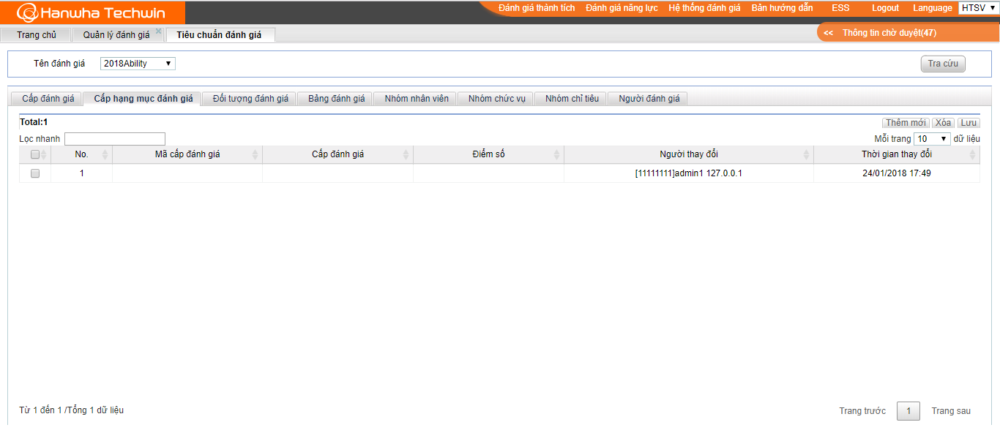 Hanwha Techwin
Đánh giá thành tích Đánh giá năng lực Hệ thống đánh giá Bản hướng dẫn ESS Logout Language HTSV
Trang chủ Quản lý đánh giá Tiêu chuẩn đánh giá
<< Thông tin chờ duyệt(47)
Tên đánh giá 2018Ability Tra cứu
Cấp đánh giá Cấp hạng mục đánh giá Đối tượng đánh giá Bảng đánh giá Nhóm nhân viên Nhóm chức vụ Nhóm chỉ tiêu Người đánh giá
Total:1 Thêm mới Xóa Lưu
Lọc nhanh Mỗi trang 10 dữ liệu
No. Mã cấp đánh giá Cấp đánh giá Điểm số Người thay đổi Thời gian thay đổi
1 [11111111]admin1 127.0.0.1 24/01/2018 17:49
Từ 1 đến 1 /Tổng 1 dữ liệu Trang trước 1 Trang sau